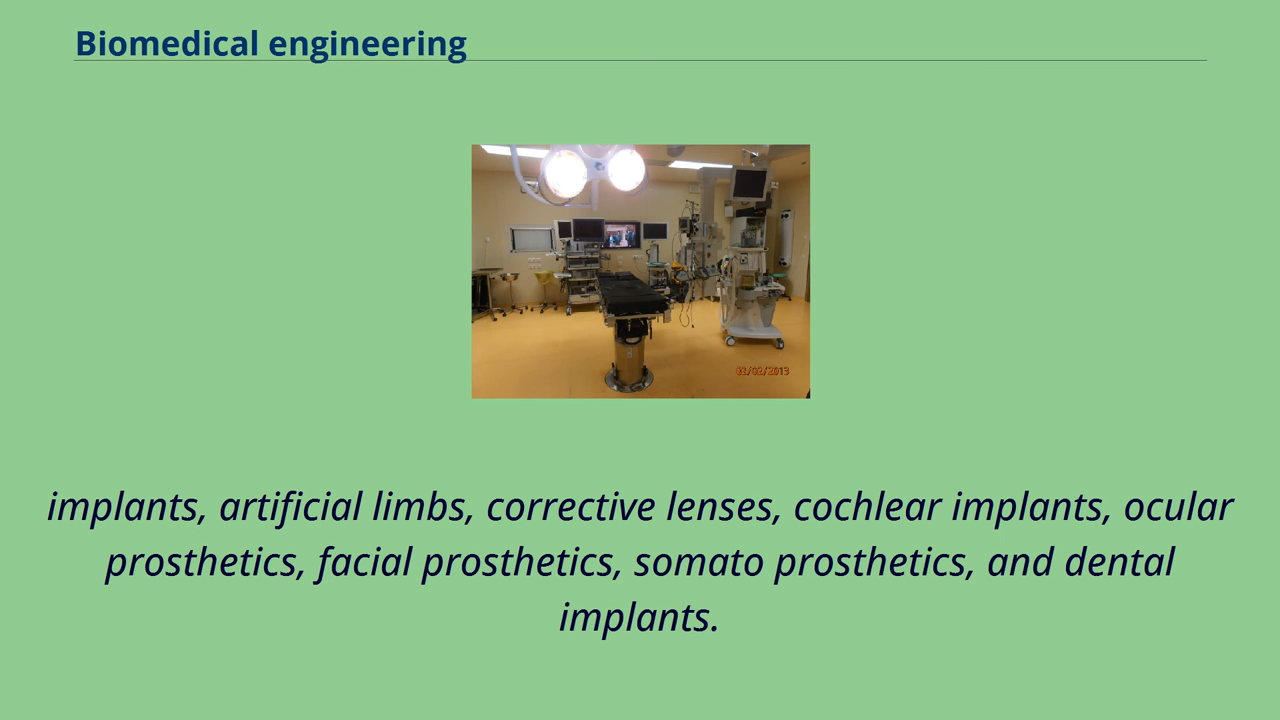 Biomedical engineering
02/02/2013
implants, artificial limbs, corrective lenses, cochlear implants, ocular
prosthetics, facial prosthetics, somato prosthetics, and dental
implants.